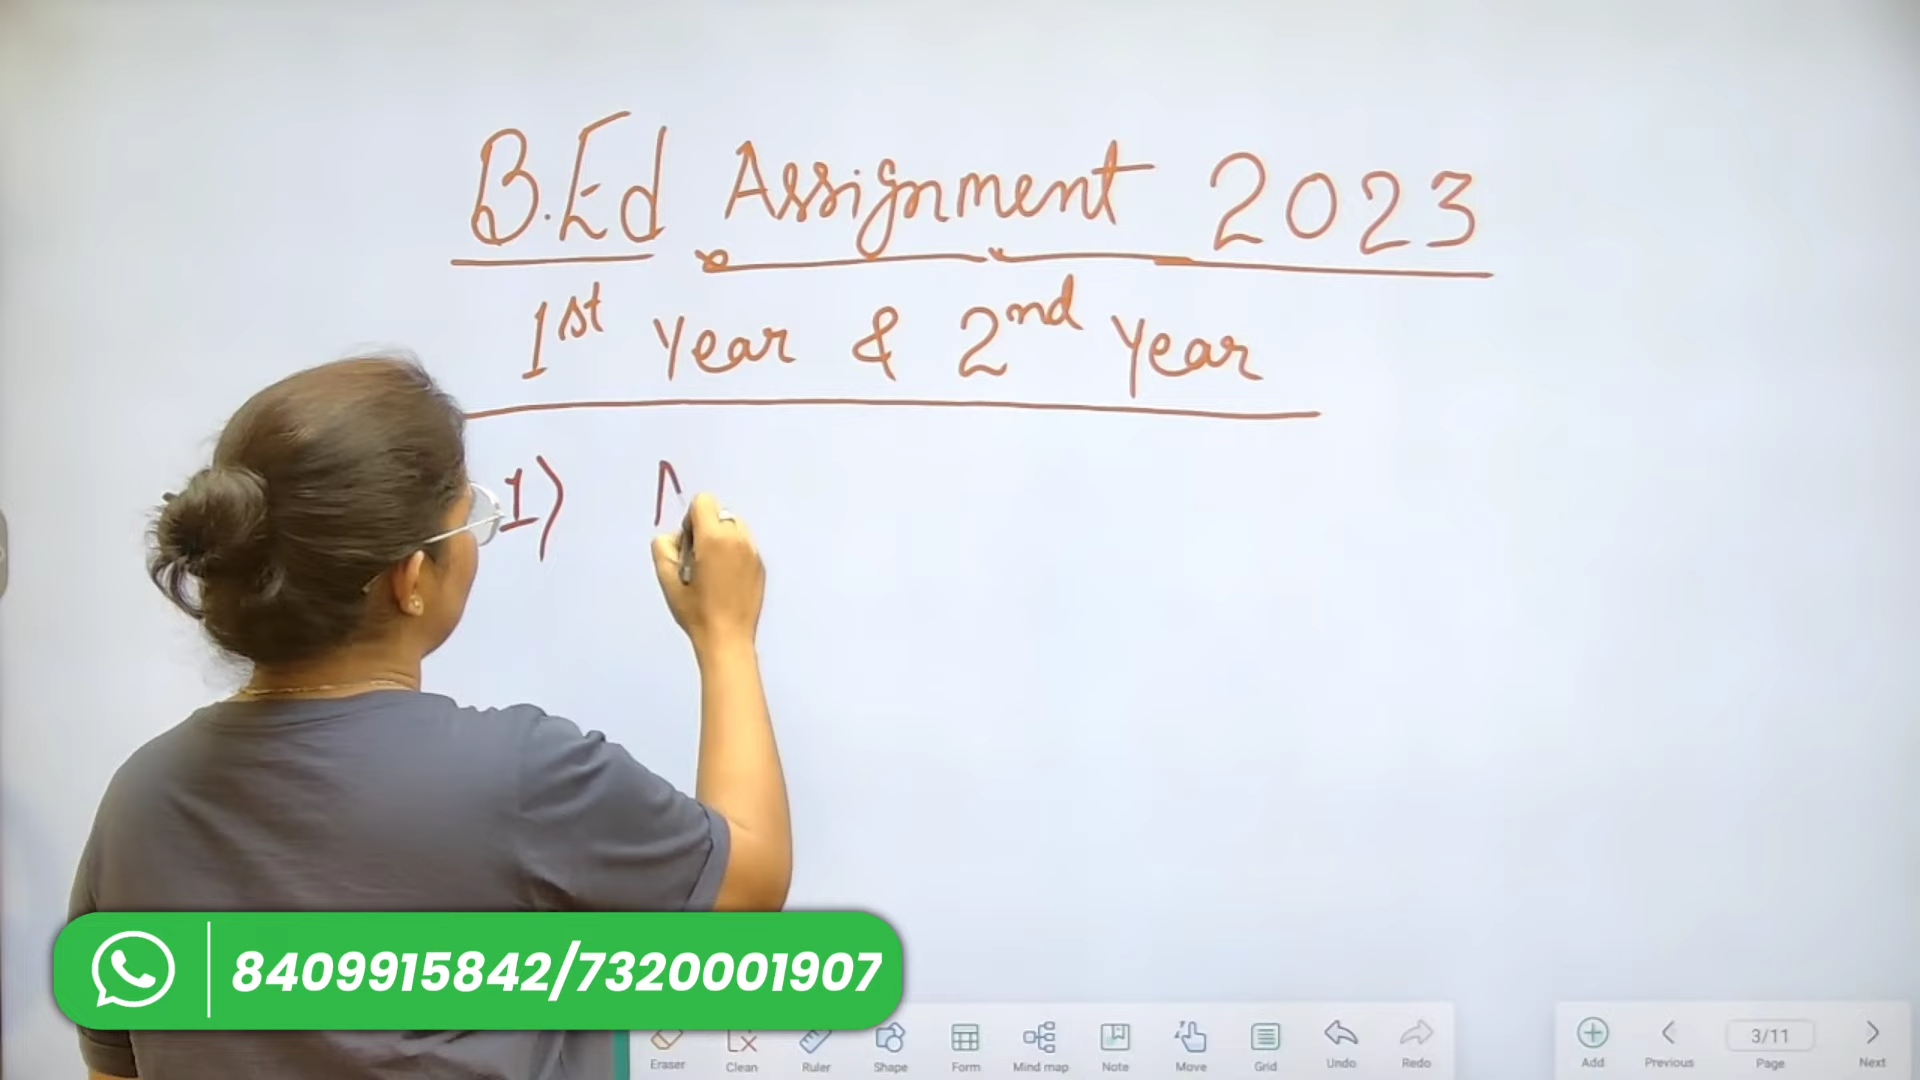 B.Ed Assignment 2023
1st Year & 2nd Year
1)
8409915842/7320001907
Eraser Clean Ruler Shape Form Mind map Note Move Grid Undo Redo
Add Previous 3/11 Page Next